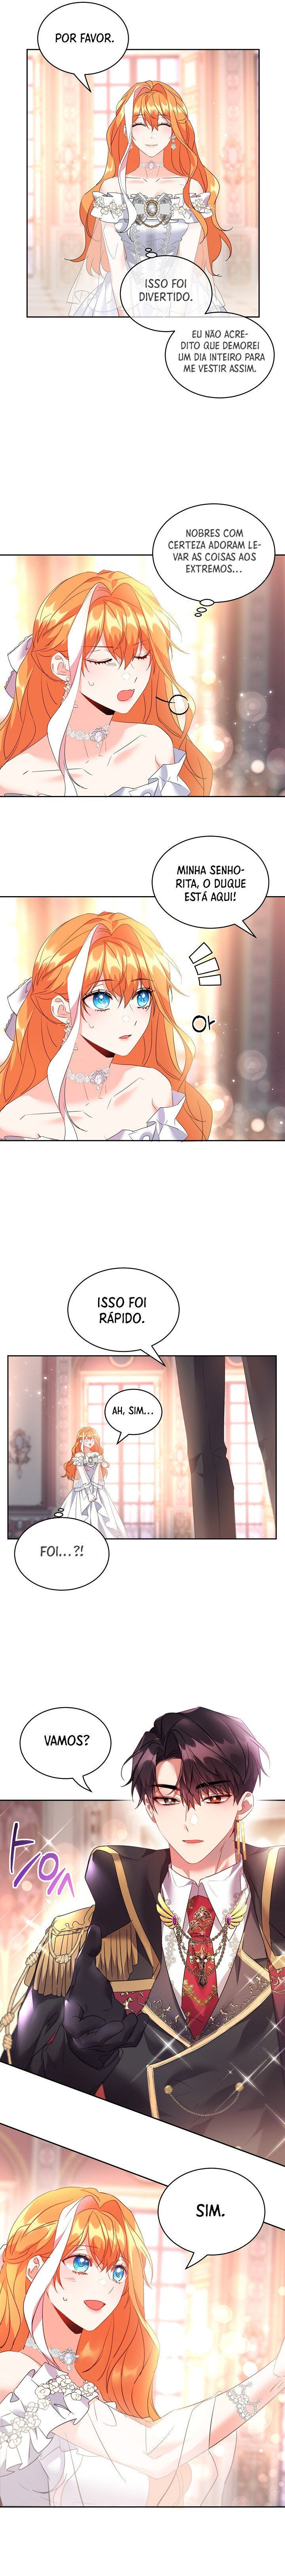 POR FAVOR.
ISSO FOI
DIVERTIDO.
EU NÃO ACRE-
DITO QUE DEMOREI
UM DIA INTEIRO PARA
ME VESTIR ASSIM.
NOBRES COM
CERTEZA ADORAM LE-
VAR AS COISAS AOS
EXTREMOS...
MINHA SENHO-
RITA, O DUQUE
ESTÁ AQUI!
ISSO FOI
RÁPIDO.
AH, SIM...
FOI...?!
VAMOS?
SIM.